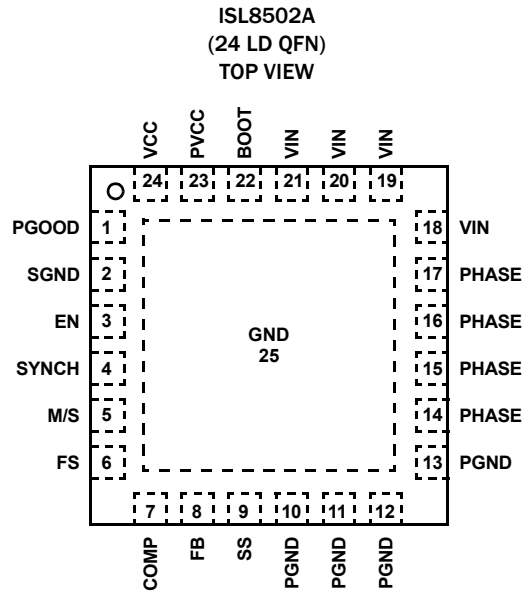 ISL8502A
(24 LD QFN)
TOP VIEW
VCC PVCC BOOT VIN VIN VIN
24 23 22 21 20 19
PGOOD 1 18 VIN
SGND 2 17 PHASE
EN 3 16 PHASE
SYNCH 4 15 PHASE
M/S 5 14 PHASE
FS 6 13 PGND
GND
25
7 8 9 10 11 12
COMP FB SS PGND PGND PGND